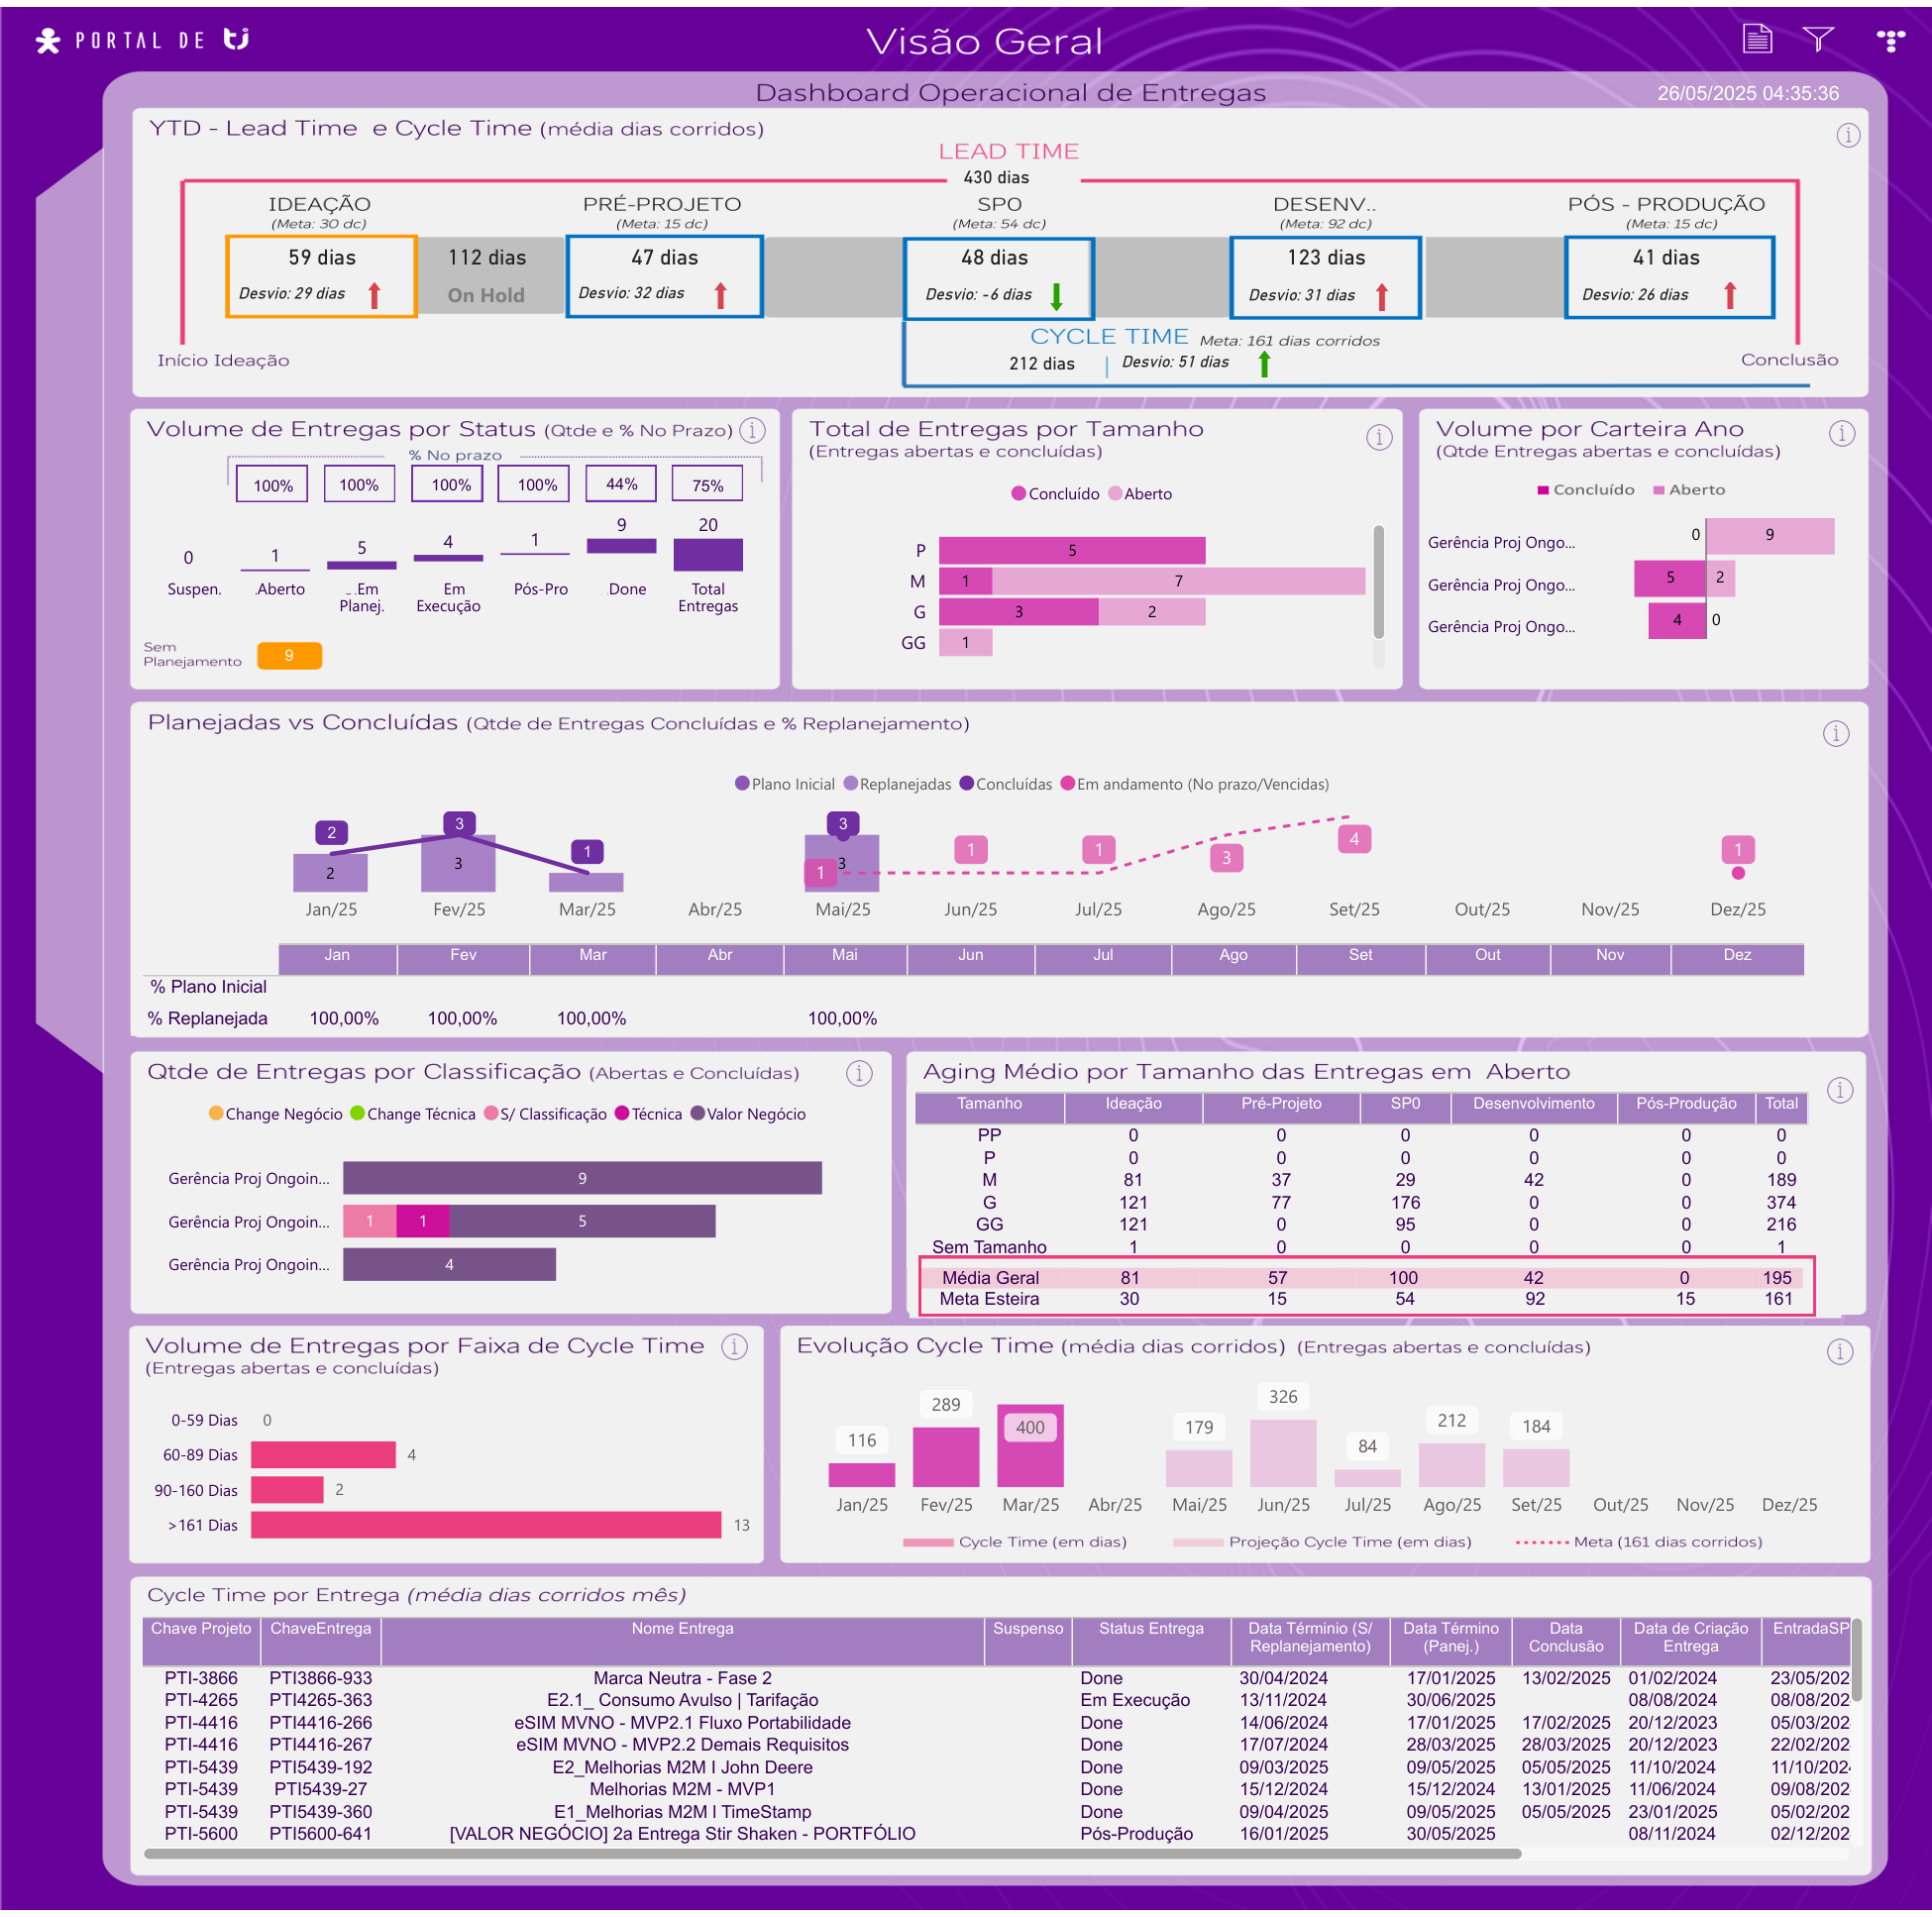 PORTAL DE ti
Visão Geral
Dashboard Operacional de Entregas
26/05/2025 04:35:36
YTD - Lead Time e Cycle Time (média dias corridos)
LEAD TIME
430 dias
IDEAÇÃO PRÉ-PROJETO SP0 DESENV.. PÓS - PRODUÇÃO
(Meta: 30 dc) (Meta: 15 dc) (Meta: 54 dc) (Meta: 92 dc) (Meta: 15 dc)
59 dias 112 dias 47 dias 48 dias 123 dias 41 dias
Desvio: 29 dias On Hold Desvio: 32 dias Desvio: -6 dias Desvio: 31 dias Desvio: 26 dias
CYCLE TIME Meta: 161 dias corridos
Início Ideação 212 dias Desvio: 51 dias Conclusão
Volume de Entregas por Status (Qtde e % No Prazo)
% No prazo
100% 100% 100% 100% 44% 75%
0 1 5 4 1 9 20
Suspen. .Aberto Em Planej. Em Execução Pós-Pro Done Total Entregas
Sem Planejamento 9
Total de Entregas por Tamanho
(Entregas abertas e concluídas)
Concluído Aberto
P 5
M 1 7
G 3 2
GG 1
Volume por Carteira Ano
(Qtde Entregas abertas e concluídas)
Concluído Aberto
Gerência Proj Ongo... 0 9
Gerência Proj Ongo... 5 2
Gerência Proj Ongo... 4 0
Planejadas vs Concluídas (Qtde de Entregas Concluídas e % Replanejamento)
Plano Inicial Replanejadas Concluídas Em andamento (No prazo/Vencidas)
2 3 1 3 1 1 3 4 1
2 3 1 3
Jan/25 Fev/25 Mar/25 Abr/25 Mai/25 Jun/25 Jul/25 Ago/25 Set/25 Out/25 Nov/25 Dez/25
Jan Fev Mar Abr Mai Jun Jul Ago Set Out Nov Dez
% Plano Inicial
% Replanejada 100,00% 100,00% 100,00% 100,00%
Qtde de Entregas por Classificação (Abertas e Concluídas)
Change Negócio Change Técnica S/ Classificação Técnica Valor Negócio
Gerência Proj Ongoin... 9
Gerência Proj Ongoin... 1 1 5
Gerência Proj Ongoin... 4
Aging Médio por Tamanho das Entregas em Aberto
Tamanho Ideação Pré-Projeto SP0 Desenvolvimento Pós-Produção Total
PP 0 0 0 0 0 0
P 0 0 0 0 0 0
M 81 37 29 42 0 189
G 121 77 176 0 0 374
GG 121 0 95 0 0 216
Sem Tamanho 1 0 0 0 0 1
Média Geral 81 57 100 42 0 195
Meta Esteira 30 15 54 92 15 161
Volume de Entregas por Faixa de Cycle Time
(Entregas abertas e concluídas)
0-59 Dias 0
60-89 Dias 4
90-160 Dias 2
>161 Dias 13
Evolução Cycle Time (média dias corridos) (Entregas abertas e concluídas)
116 289 400 179 326 84 212 184
Jan/25 Fev/25 Mar/25 Abr/25 Mai/25 Jun/25 Jul/25 Ago/25 Set/25 Out/25 Nov/25 Dez/25
Cycle Time (em dias) Projeção Cycle Time (em dias) Meta (161 dias corridos)
Cycle Time por Entrega (média dias corridos mês)
Chave Projeto ChaveEntrega Nome Entrega Suspenso Status Entrega Data Términio (S/ Replanejamento) Data Término (Panej.) Data Conclusão Data de Criação Entrega EntradaSP
PTI-3866 PTI3866-933 Marca Neutra - Fase 2 Done 30/04/2024 17/01/2025 13/02/2025 01/02/2024 23/05/202
PTI-4265 PTI4265-363 E2.1_ Consumo Avulso | Tarifação Em Execução 13/11/2024 30/06/2025 08/08/2024 08/08/202
PTI-4416 PTI4416-266 eSIM MVNO - MVP2.1 Fluxo Portabilidade Done 14/06/2024 17/01/2025 17/02/2025 20/12/2023 05/03/202
PTI-4416 PTI4416-267 eSIM MVNO - MVP2.2 Demais Requisitos Done 17/07/2024 28/03/2025 28/03/2025 20/12/2023 22/02/202
PTI-5439 PTI5439-192 E2_Melhorias M2M I John Deere Done 09/03/2025 09/05/2025 05/05/2025 11/10/2024 11/10/2024
PTI-5439 PTI5439-27 Melhorias M2M - MVP1 Done 15/12/2024 15/12/2024 13/01/2025 11/06/2024 09/08/202
PTI-5439 PTI5439-360 E1_Melhorias M2M I TimeStamp Done 09/04/2025 09/05/2025 05/05/2025 23/01/2025 05/02/202
PTI-5600 PTI5600-641 [VALOR NEGÓCIO] 2a Entrega Stir Shaken - PORTFÓLIO Pós-Produção 16/01/2025 30/05/2025 08/11/2024 02/12/202